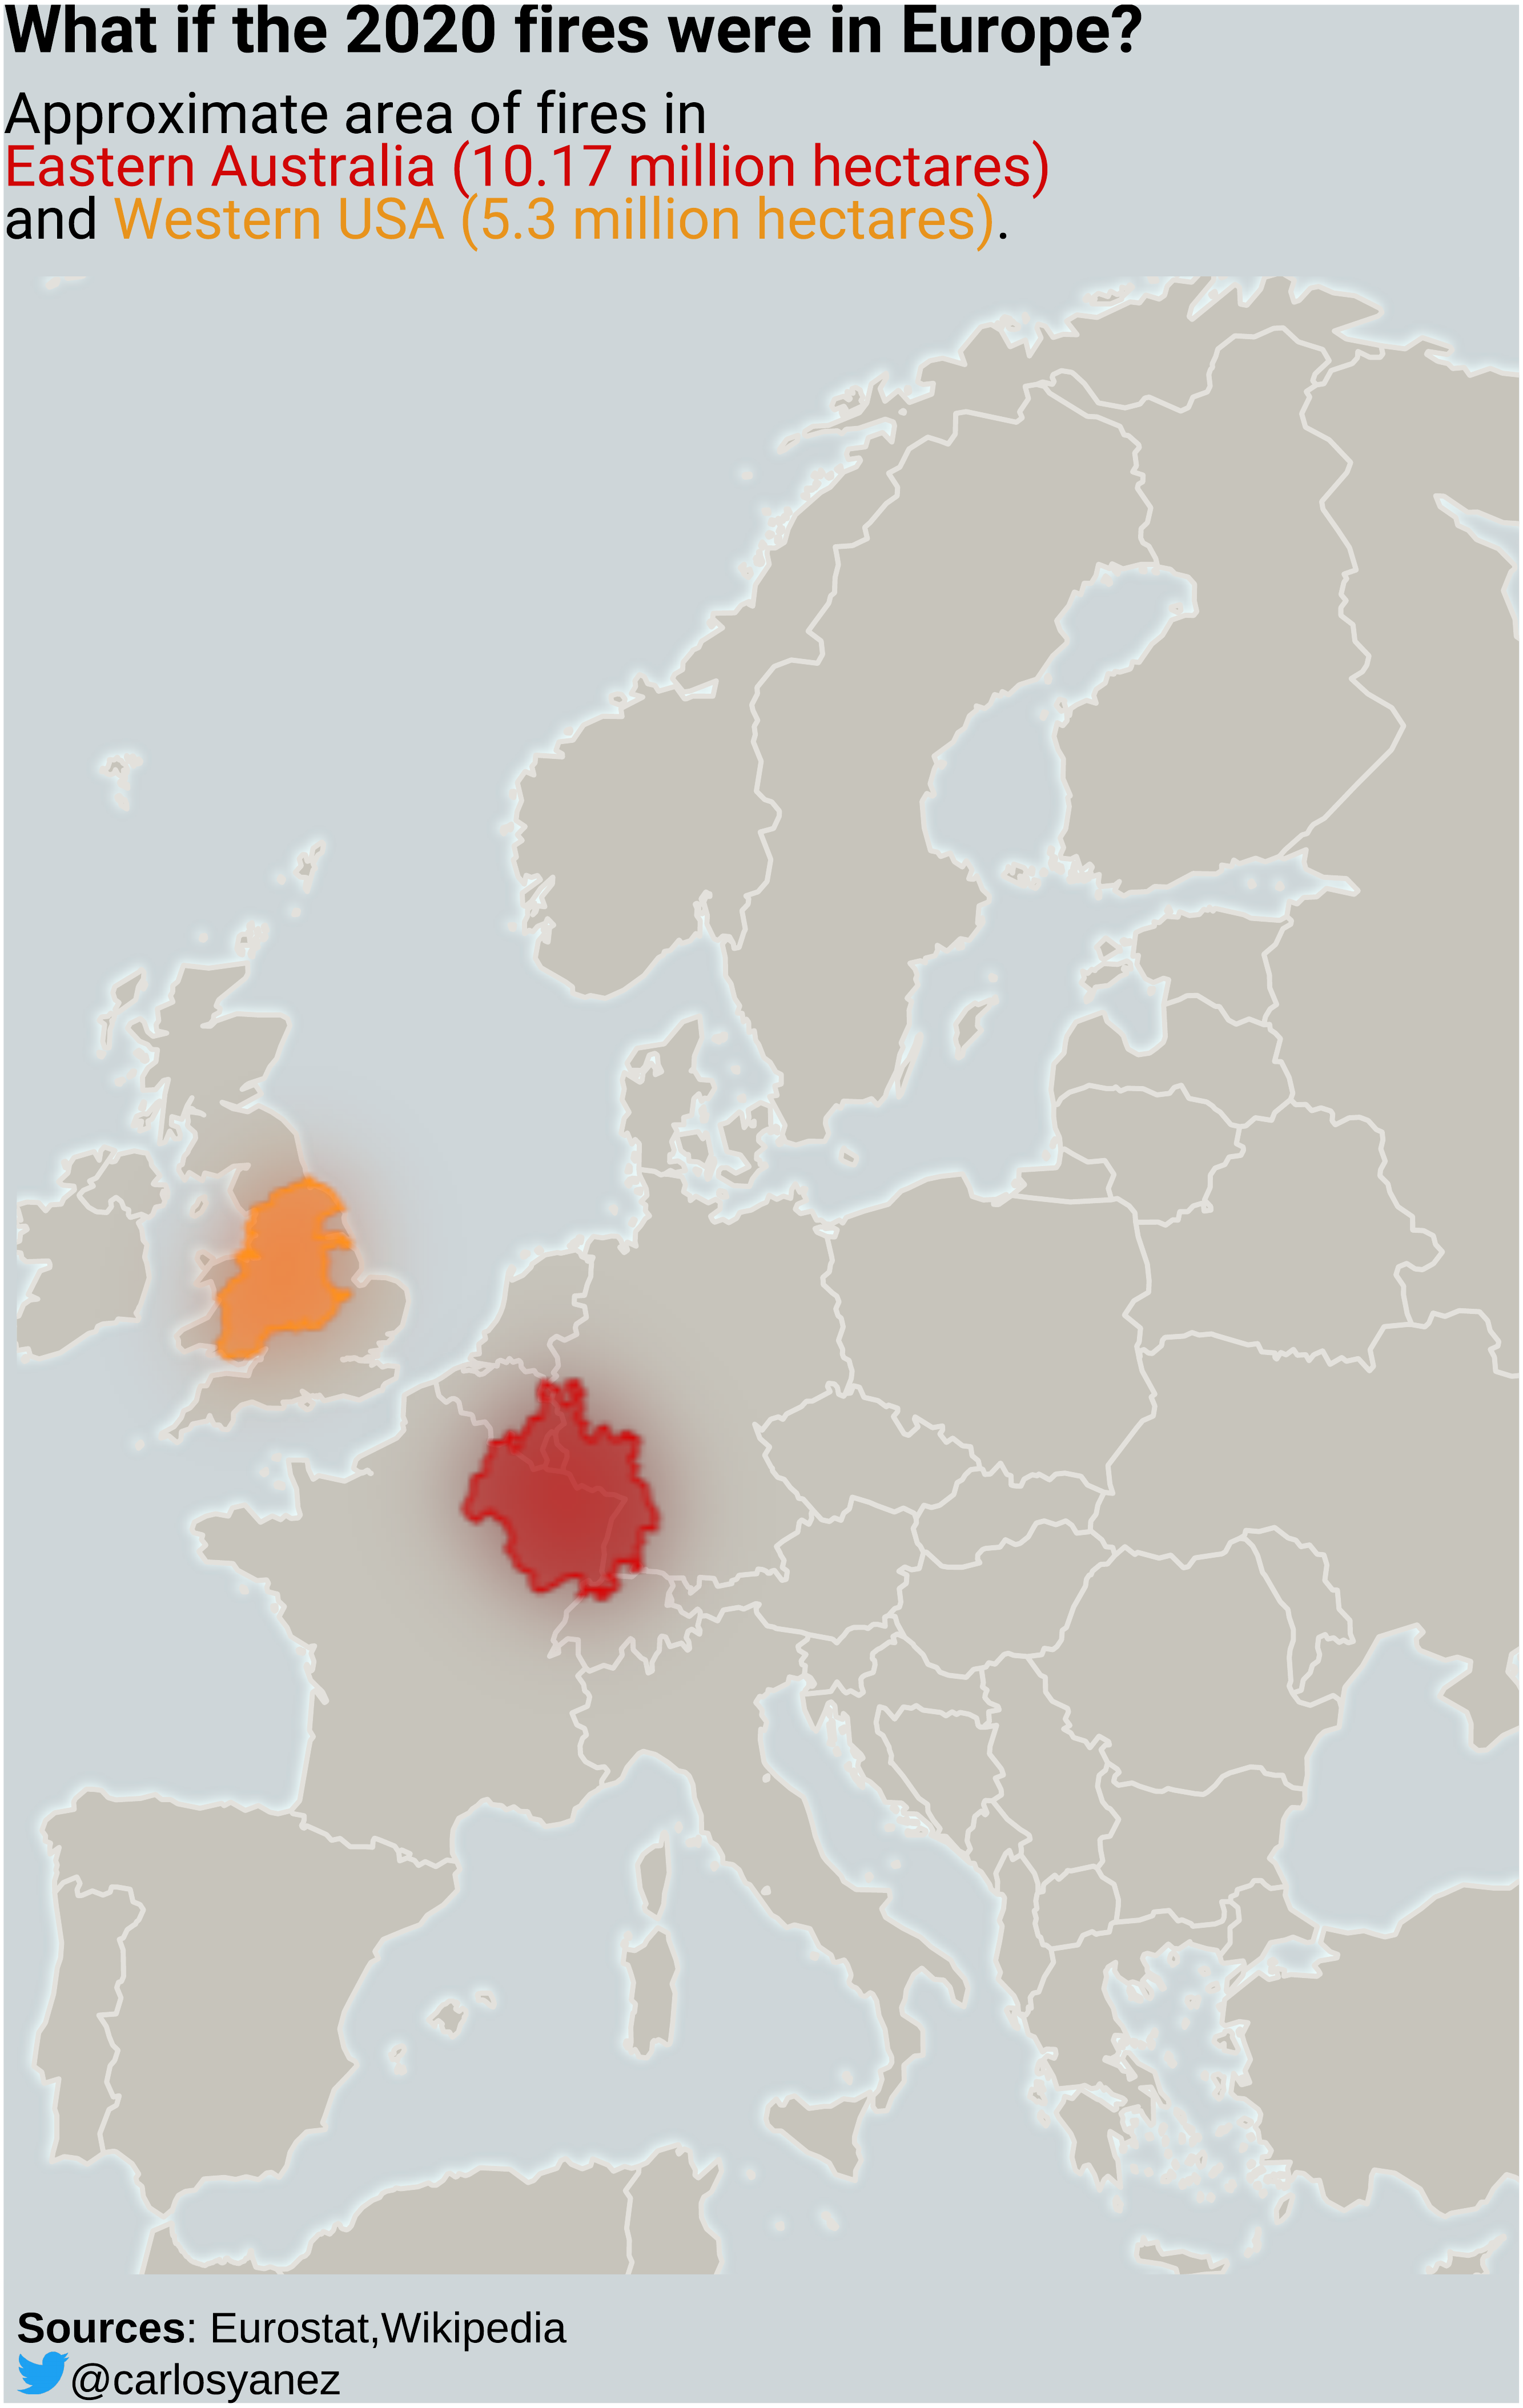 What if the 2020 fires were in Europe?
Approximate area of fires in
Eastern Australia (10.17 million hectares)
and Western USA (5.3 million hectares).
Sources: Eurostat,Wikipedia
@carlosyanez